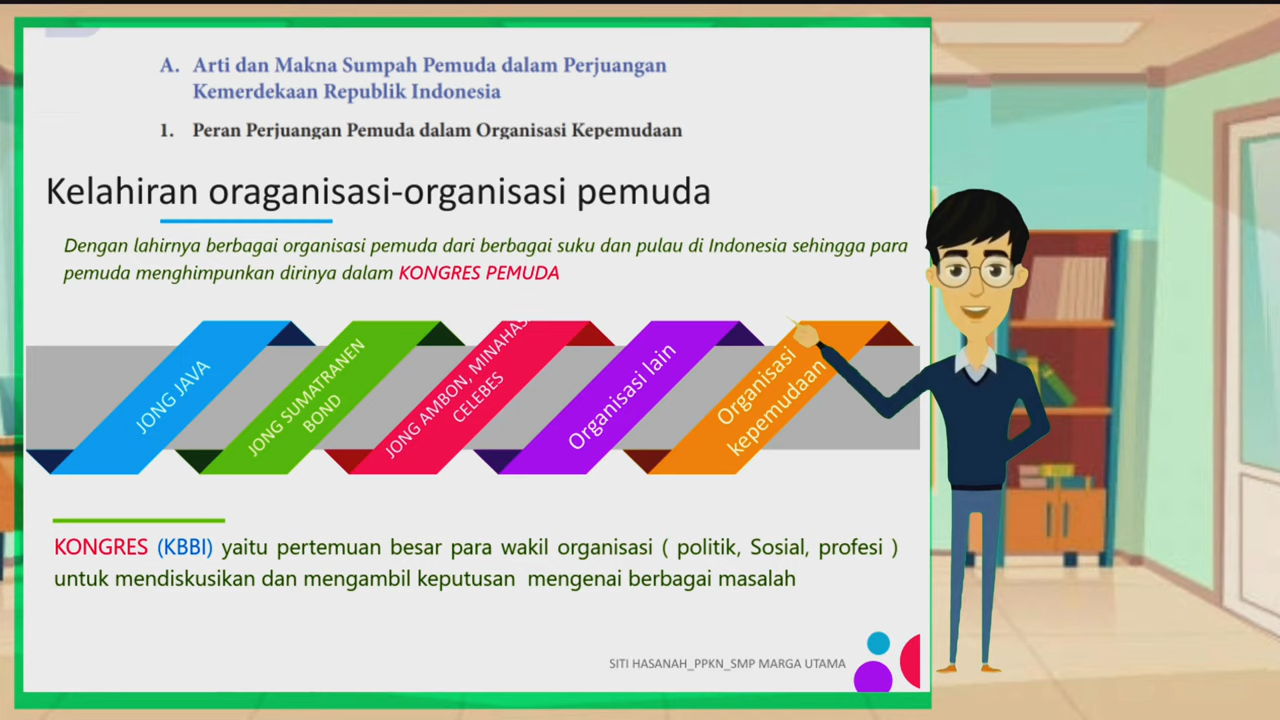 A. Arti dan Makna Sumpah Pemuda dalam Perjuangan
Kemerdekaan Republik Indonesia
1. Peran Perjuangan Pemuda dalam Organisasi Kepemudaan
Kelahiran oraganisasi-organisasi pemuda
Dengan lahirnya berbagai organisasi pemuda dari berbagai suku dan pulau di Indonesia sehingga para
pemuda menghimpunkan dirinya dalam KONGRES PEMUDA
JONG JAVA
JONG SUMATRANEN
BOND
JONG AMBON, MINAHAS
CELEBES
Organisasi lain
Organisasi
kepemudaan
KONGRES (KBBI) yaitu pertemuan besar para wakil organisasi ( politik, Sosial, profesi )
untuk mendiskusikan dan mengambil keputusan mengenai berbagai masalah
SITI HASANAH_PPKN_SMP MARGA UTAMA